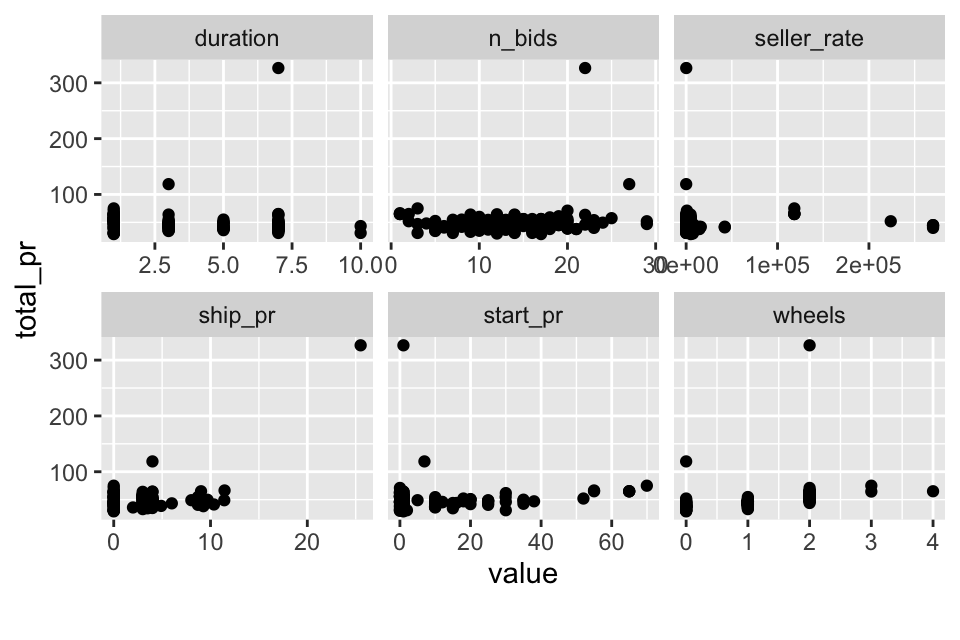 duration n_bids seller_rate
300
200
100
2.5 5.0 7.5 10.0 0 10 20 30 0e+00 1e+05 2e+05
total_pr
ship_pr start_pr wheels
300
200
100
0 10 20 0 20 40 60 0 1 2 3 4
value